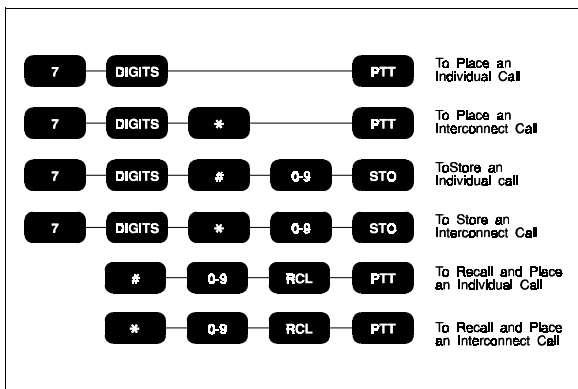 7 DIGITS PTT To Place an
Individual Call
7 DIGITS * PTT To Place an
Interconnect Call
7 DIGITS # 0-9 STO ToStore an
Individual call
7 DIGITS * 0-9 STO To Store an
Interconnect Call
# 0-9 RCL PTT To Recall and Place
an Individual Call
* 0-9 RCL PTT To Recall and Place
an Interconnect Call